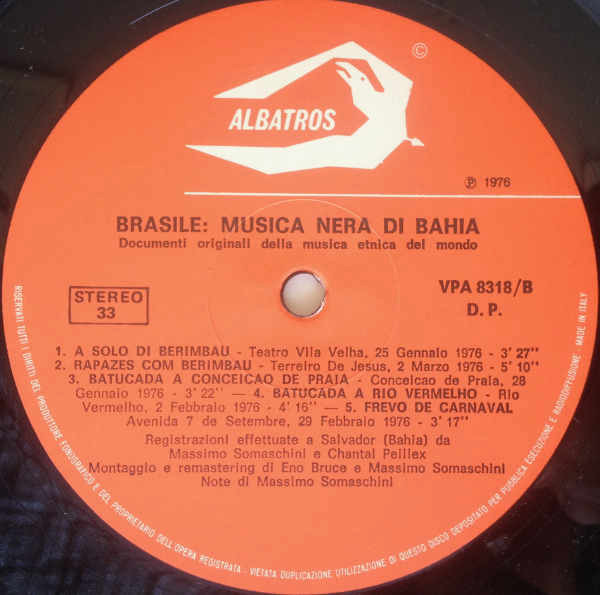 ©
ALBATROS
℗ 1976
BRASILE: MUSICA NERA DI BAHIA
Documenti originali della musica etnica del mondo
STEREO
33
VPA 8318/B
D. P.
1. A SOLO DI BERIMBAU - Teatro Vila Velha, 25 Gennaio 1976 - 3' 27''
2. RAPAZES COM BERIMBAU - Terreiro De Jesus, 2 Marzo 1976 - 5' 10''
3. BATUCADA A CONCEICAO DE PRAIA - Conceicao de Praia, 28
Gennaio 1976 - 3' 22'' — 4. BATUCADA A RIO VERMELHO - Rio
Vermelho, 2 Febbraio 1976 - 4' 16'' — 5. FREVO DE CARNAVAL
Avenida 7 de Setembre, 29 Febbraio 1976 - 3' 17''
Registrazioni effettuate a Salvador (Bahia) da
Massimo Somaschini e Chantal Peillex
Montaggio e remastering di Eno Bruce e Massimo Somaschini
Note di Massimo Somaschini
RISERVATI TUTTI I DIRITTI DEL PRODUTTORE FONOGRAFICO E DEL PROPRIETARIO DELL'OPERA REGISTRATA - VIETATA DUPLICAZIONE UTILIZZAZIONE DI QUESTO DISCO DEPOSITATO PER PUBBLICA ESECUZIONE E RADIODIFFUSIONE - MADE IN ITALY